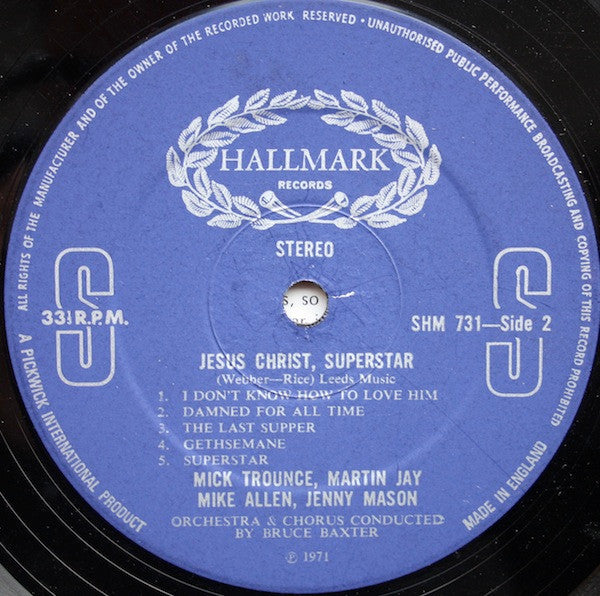 ALL RIGHTS OF THE MANUFACTURER AND OF THE OWNER OF THE RECORDED WORK RESERVED · UNAUTHORISED PUBLIC PERFORMANCE BROADCASTING AND COPYING OF THIS RECORD PROHIBITED
HALLMARK
RECORDS
STEREO
S
S
S, SO
33⅓ R.P.M.
SHM 731—Side 2
JESUS CHRIST, SUPERSTAR
(Webber—Rice) Leeds Music
1. I DON'T KNOW HOW TO LOVE HIM
2. DAMNED FOR ALL TIME
3. THE LAST SUPPER
4. GETHSEMANE
5. SUPERSTAR
MICK TROUNCE, MARTIN JAY
MIKE ALLEN, JENNY MASON
ORCHESTRA & CHORUS CONDUCTED
BY BRUCE BAXTER
℗ 1971
A PICKWICK INTERNATIONAL PRODUCT
MADE IN ENGLAND